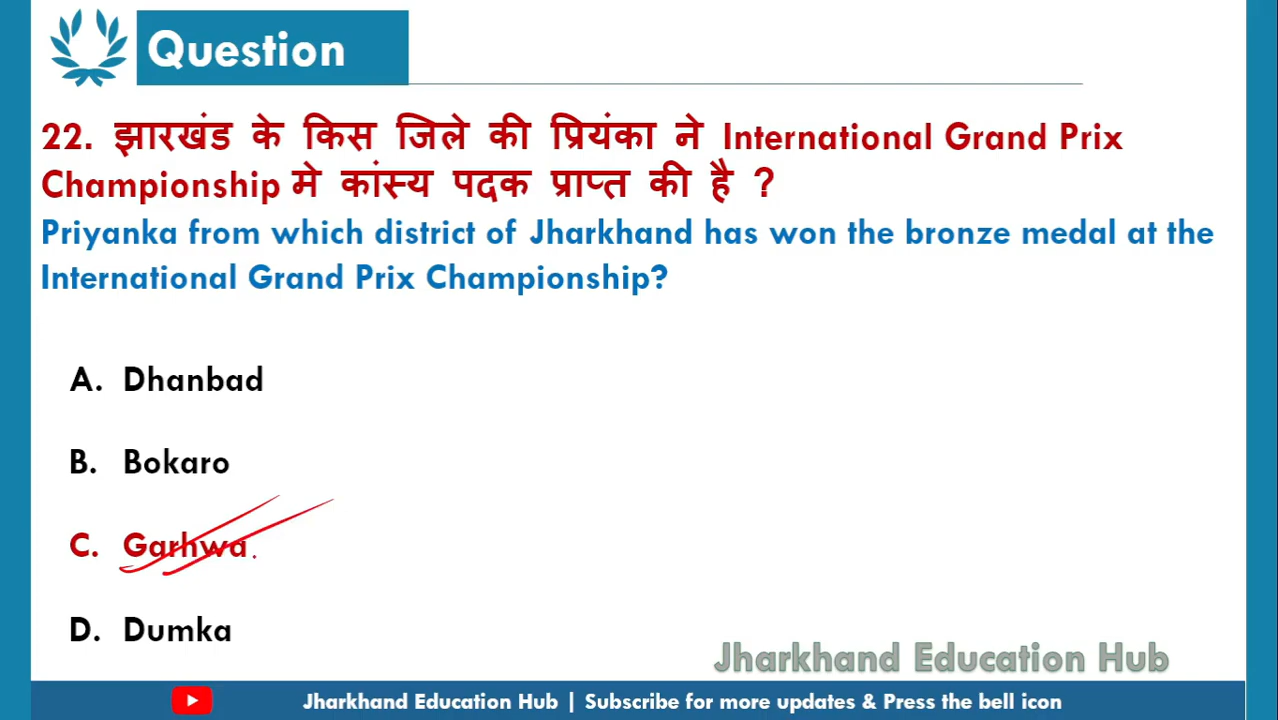 Question
22. झारखंड के किस जिले की प्रियंका ने International Grand Prix
Championship मे कांस्य पदक प्राप्त की है ?
Priyanka from which district of Jharkhand has won the bronze medal at the
International Grand Prix Championship?
A. Dhanbad
B. Bokaro
C. Garhwa
D. Dumka
Jharkhand Education Hub
Jharkhand Education Hub | Subscribe for more updates & Press the bell icon